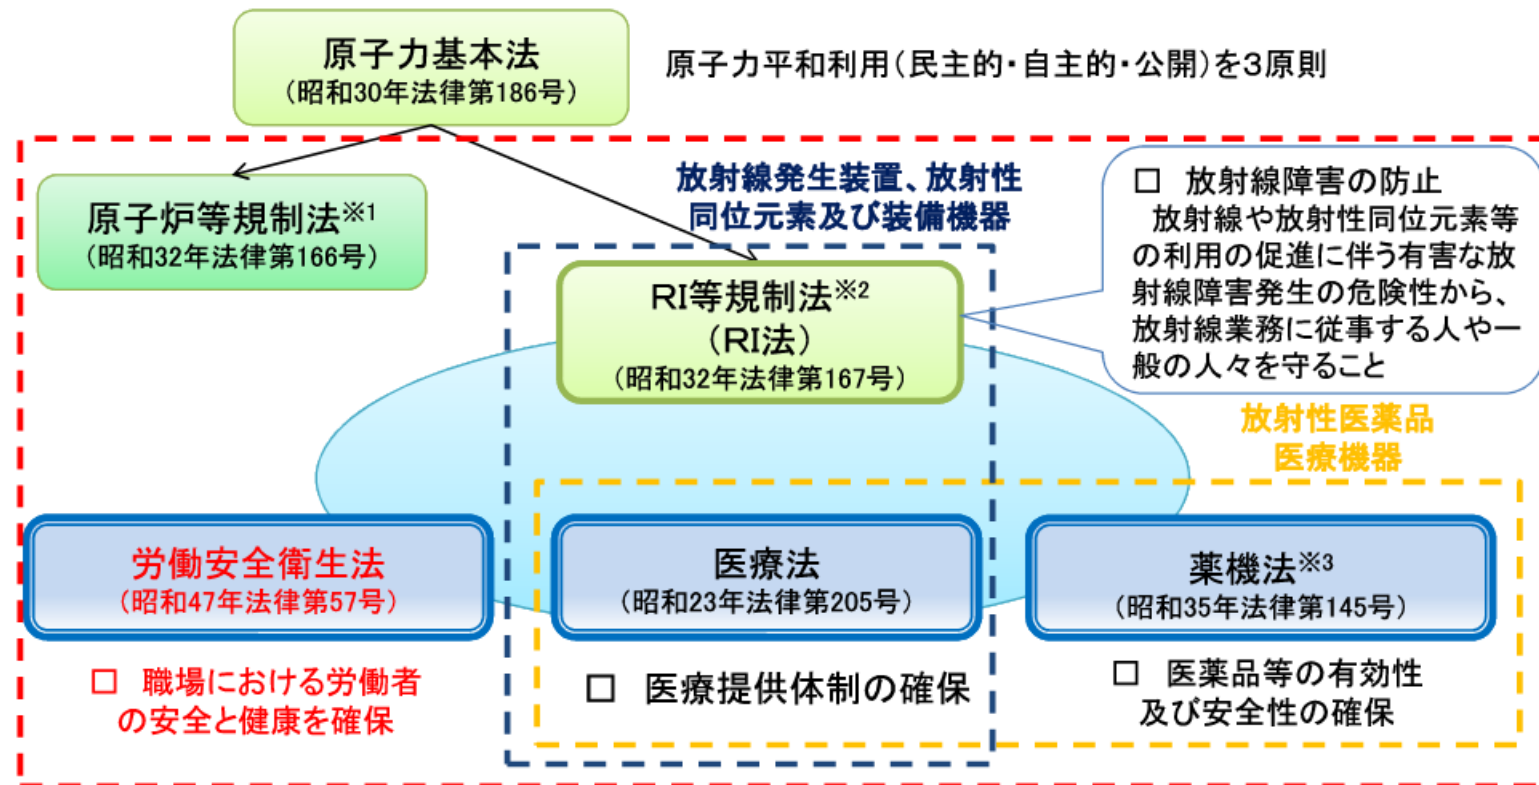 原子力基本法
(昭和30年法律第186号)
原子力平和利用(民主的・自主的・公開)を3原則
原子炉等規制法※1
(昭和32年法律第166号)
放射線発生装置、放射性
同位元素及び装備機器
RI等規制法※2
(RI法)
(昭和32年法律第167号)
□ 放射線障害の防止
放射線や放射性同位元素等
の利用の促進に伴う有害な放
射線障害発生の危険性から、
放射線業務に従事する人や一
般の人々を守ること
放射性医薬品
医療機器
労働安全衛生法
(昭和47年法律第57号)
□ 職場における労働者
の安全と健康を確保
医療法
(昭和23年法律第205号)
□ 医療提供体制の確保
薬機法※3
(昭和35年法律第145号)
□ 医薬品等の有効性
及び安全性の確保